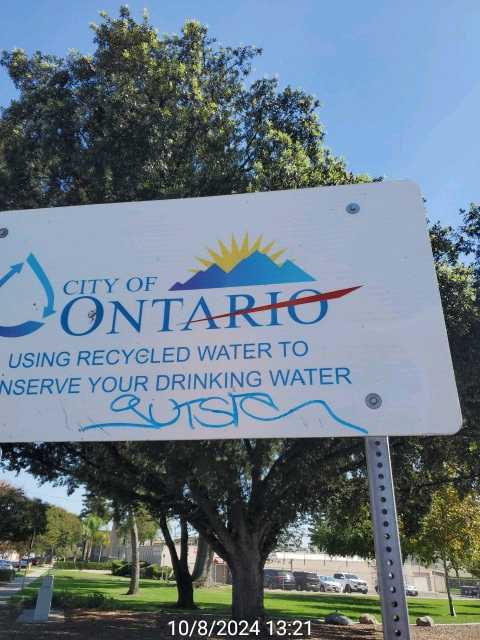 CITY OF
ONTARIO
USING RECYCLED WATER TO
NSERVE YOUR DRINKING WATER
10/8/2024 13:21